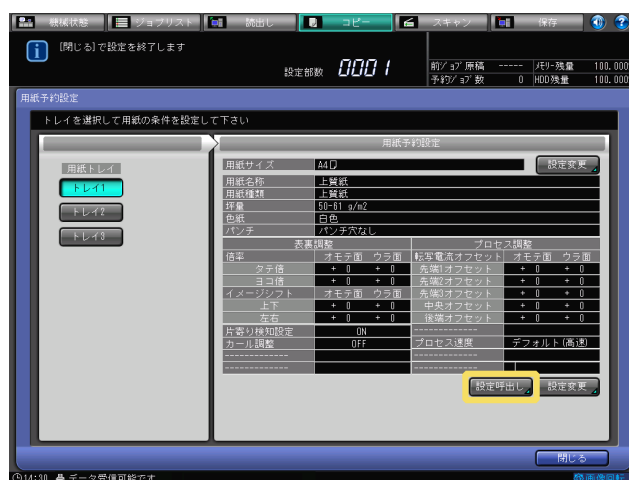 機械状態 ジョブリスト 読出し コピー スキャン 保存
[閉じる]で設定を終了します
設定部数 0001
前ジョブ原稿 ----- メモリー残量 100.000
予約ジョブ数 0 HDD残量 100.000
用紙予約設定
トレイを選択して用紙の条件を設定して下さい
用紙トレイ
トレイ1
トレイ2
トレイ3
用紙予約設定
用紙サイズ A4 設定変更
用紙名称 上質紙
用紙種類 上質紙
坪量 50-61 g/m2
色紙 白色
パンチ パンチ穴なし
表裏調整 プロセス調整
倍率 オモテ面 ウラ面 転写電流オフセット オモテ面 ウラ面
タテ倍 + 0 + 0 先端1オフセット + 0 + 0
ヨコ倍 + 0 + 0 先端2オフセット + 0 + 0
イメージシフト オモテ面 ウラ面 先端3オフセット + 0 + 0
上下 + 0 + 0 中央オフセット + 0 + 0
左右 + 0 + 0 後端オフセット + 0 + 0
片寄り検知設定 ON -------------
カール調整 OFF プロセス速度 デフォルト(高速)
------------- -------------
------------- -------------
設定呼出し 設定変更
閉じる
14:30 データ受信可能です 画像回転